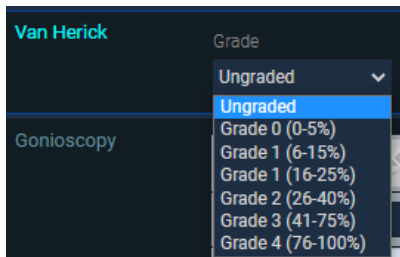 Van Herick
Grade
Ungraded
Ungraded
Grade 0 (0-5%)
Gonioscopy
Grade 1 (6-15%)
Grade 1 (16-25%)
Grade 2 (26-40%)
Grade 3 (41-75%)
Grade 4 (76-100%)